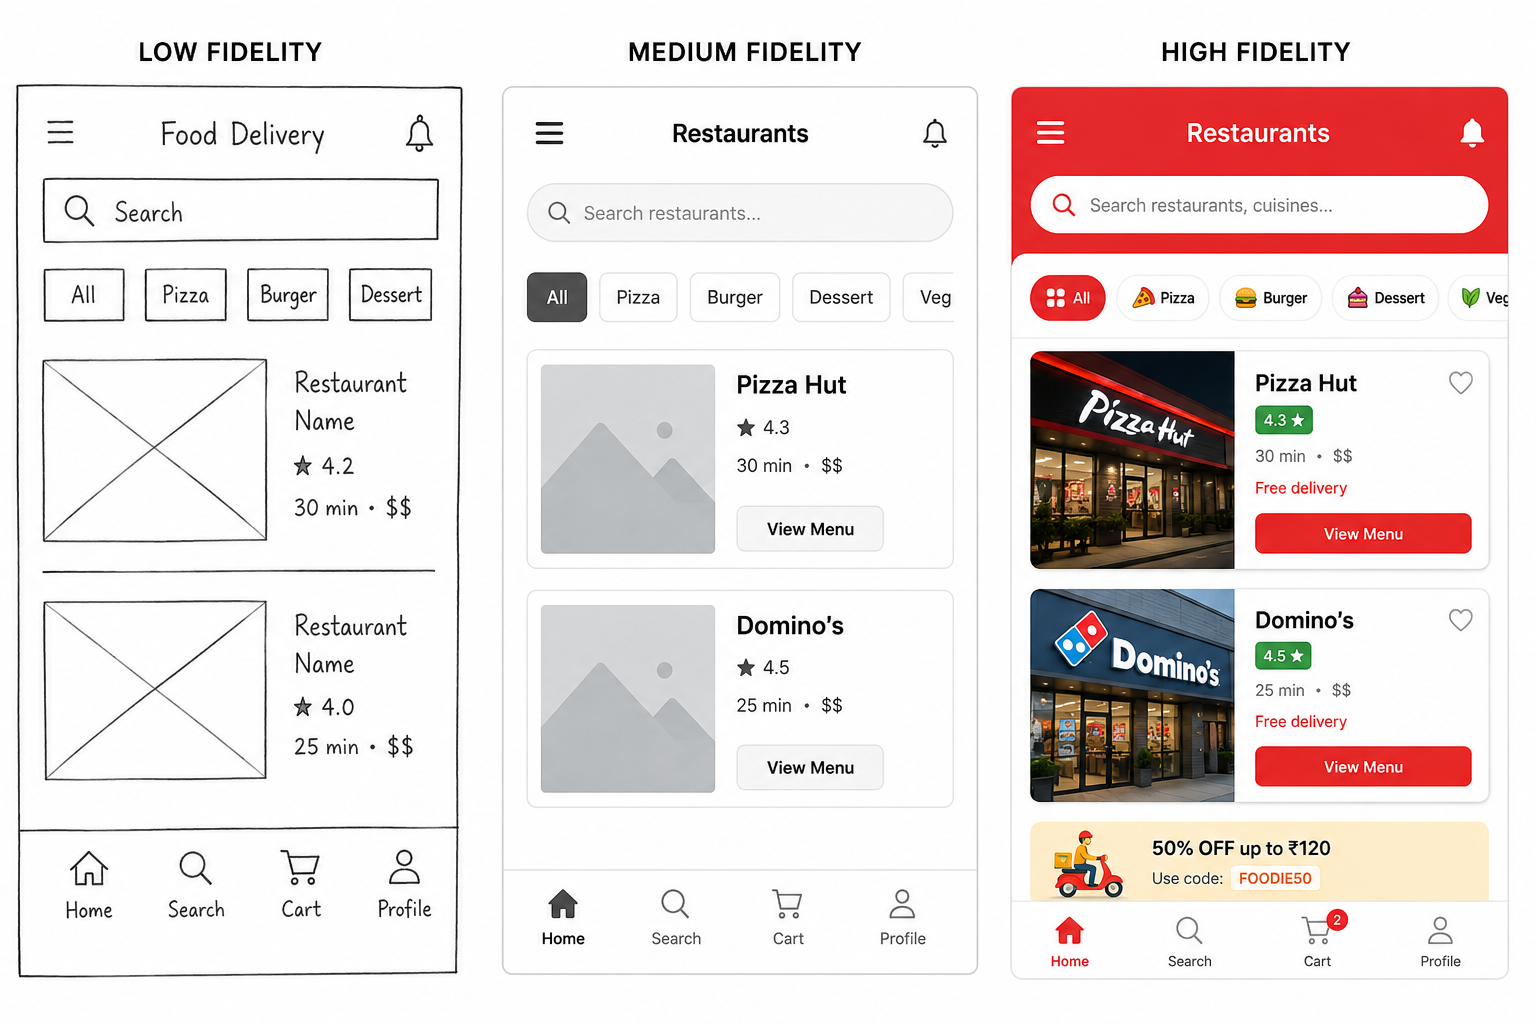 LOW FIDELITY
Food Delivery
Search
All
Pizza
Burger
Dessert
Restaurant
Name
★ 4.2
30 min • $$
Restaurant
Name
★ 4.0
25 min • $$
Home
Search
Cart
Profile
MEDIUM FIDELITY
Restaurants
Search restaurants...
All
Pizza
Burger
Dessert
Veg
Pizza Hut
★ 4.3
30 min • $$
View Menu
Domino's
★ 4.5
25 min • $$
View Menu
Home
Search
Cart
Profile
HIGH FIDELITY
Restaurants
Search restaurants, cuisines...
All
Pizza
Burger
Dessert
Veg
Pizza Hut
Pizza Hut
4.3 ★
30 min • $$
Free delivery
View Menu
Domino's
Domino's
4.5 ★
25 min • $$
Free delivery
View Menu
50% OFF up to ₹120
Use code: FOODIE50
Home
Search
2
Cart
Profile